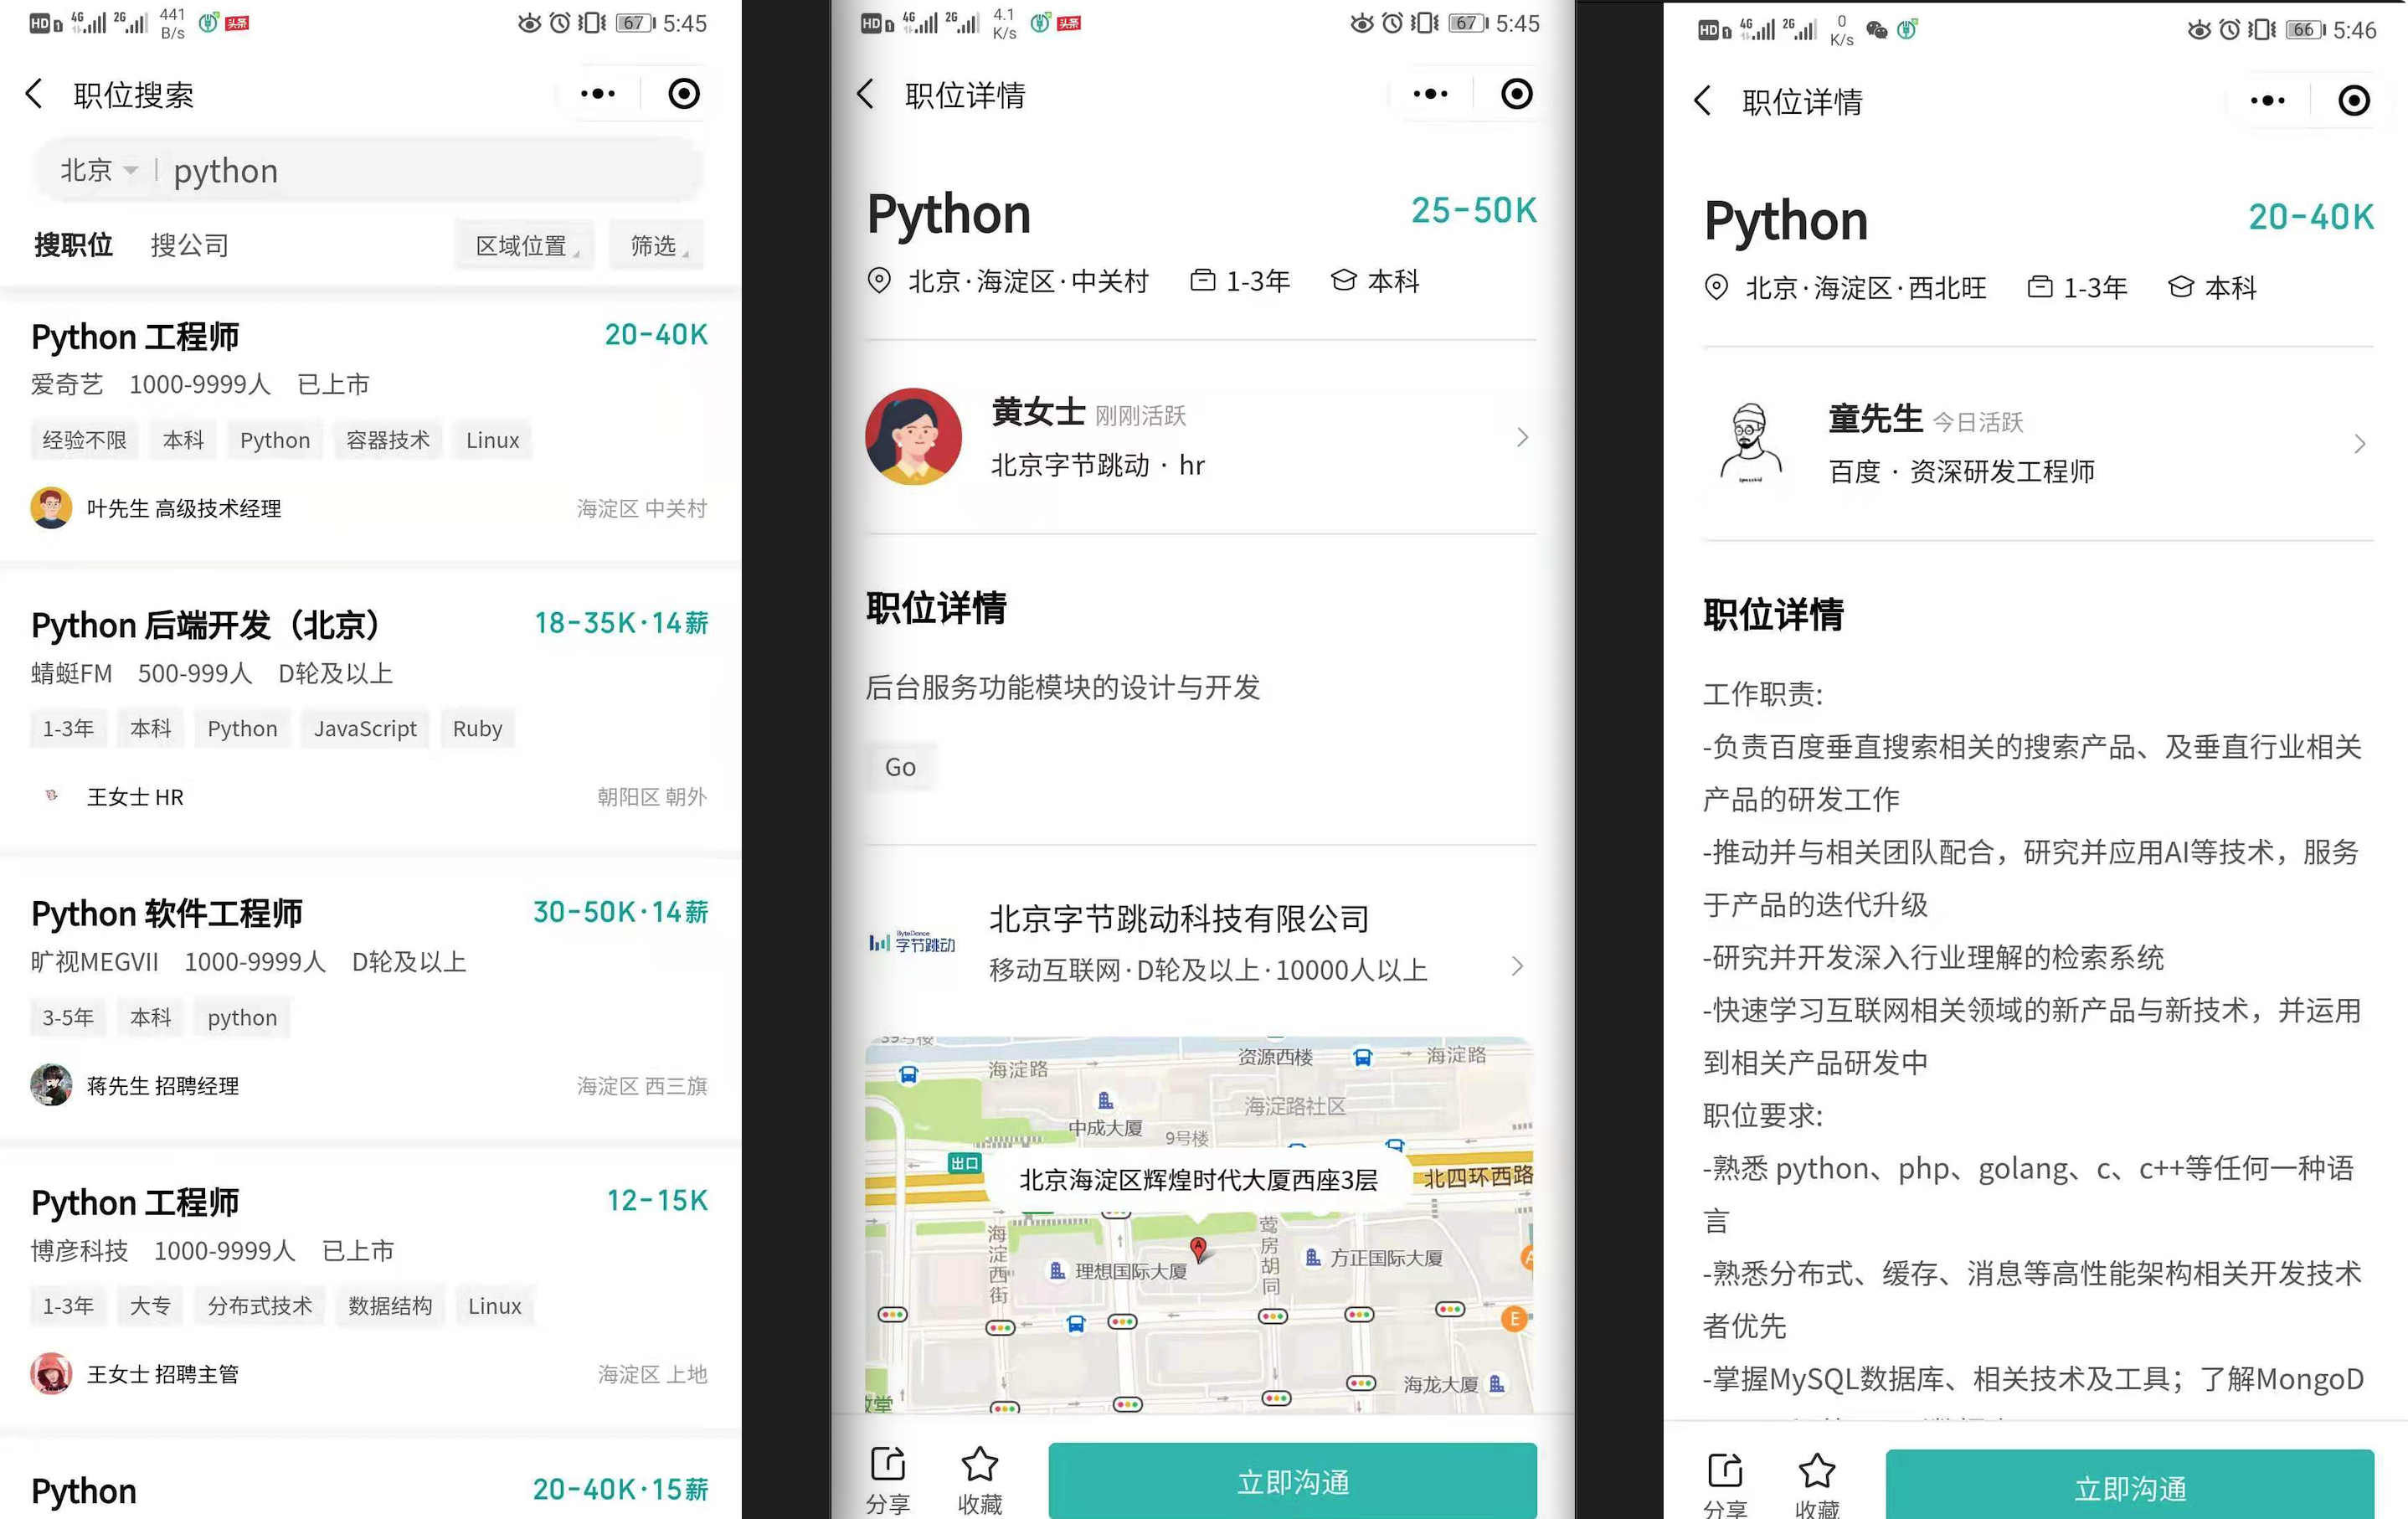 HD 4G 2G 441 B/s 头条 67 5:45
职位搜索
北京 python
搜职位 搜公司 区域位置 筛选
Python 工程师 20-40K
爱奇艺 1000-9999人 已上市
经验不限 本科 Python 容器技术 Linux
叶先生 高级技术经理 海淀区 中关村
Python 后端开发（北京） 18-35K·14薪
蜻蜓FM 500-999人 D轮及以上
1-3年 本科 Python JavaScript Ruby
王女士 HR 朝阳区 朝外
Python 软件工程师 30-50K·14薪
旷视MEGVII 1000-9999人 D轮及以上
3-5年 本科 python
蒋先生 招聘经理 海淀区 西三旗
Python 工程师 12-15K
博彦科技 1000-9999人 已上市
1-3年 大专 分布式技术 数据结构 Linux
王女士 招聘主管 海淀区 上地
Python 20-40K·15薪
HD 4G 2G 4.1 K/s 头条 67 5:45
职位详情
Python 25-50K
北京·海淀区·中关村 1-3年 本科
黄女士 刚刚活跃
北京字节跳动 · hr
职位详情
后台服务功能模块的设计与开发
Go
北京字节跳动科技有限公司
ByteDance
字节跳动
移动互联网·D轮及以上·10000人以上
39号楼
海淀路 资源西楼 海淀路
海淀路社区
中成大厦 9号楼
出口
北京海淀区辉煌时代大厦西座3层 北四环西路
海淀西街 莺房胡同
A
理想国际大厦 方正国际大厦
E
海龙大厦
分享 收藏 立即沟通
HD 4G 2G 0 K/s 66 5:46
职位详情
Python 20-40K
北京·海淀区·西北旺 1-3年 本科
童先生 今日活跃
百度 · 资深研发工程师
职位详情
工作职责:
-负责百度垂直搜索相关的搜索产品、及垂直行业相关
产品的研发工作
-推动并与相关团队配合，研究并应用AI等技术，服务
于产品的迭代升级
-研究并开发深入行业理解的检索系统
-快速学习互联网相关领域的新产品与新技术，并运用
到相关产品研发中
职位要求:
-熟悉 python、php、golang、c、c++等任何一种语
言
-熟悉分布式、缓存、消息等高性能架构相关开发技术
者优先
-掌握MySQL数据库、相关技术及工具；了解MongoD
分享 收藏 立即沟通